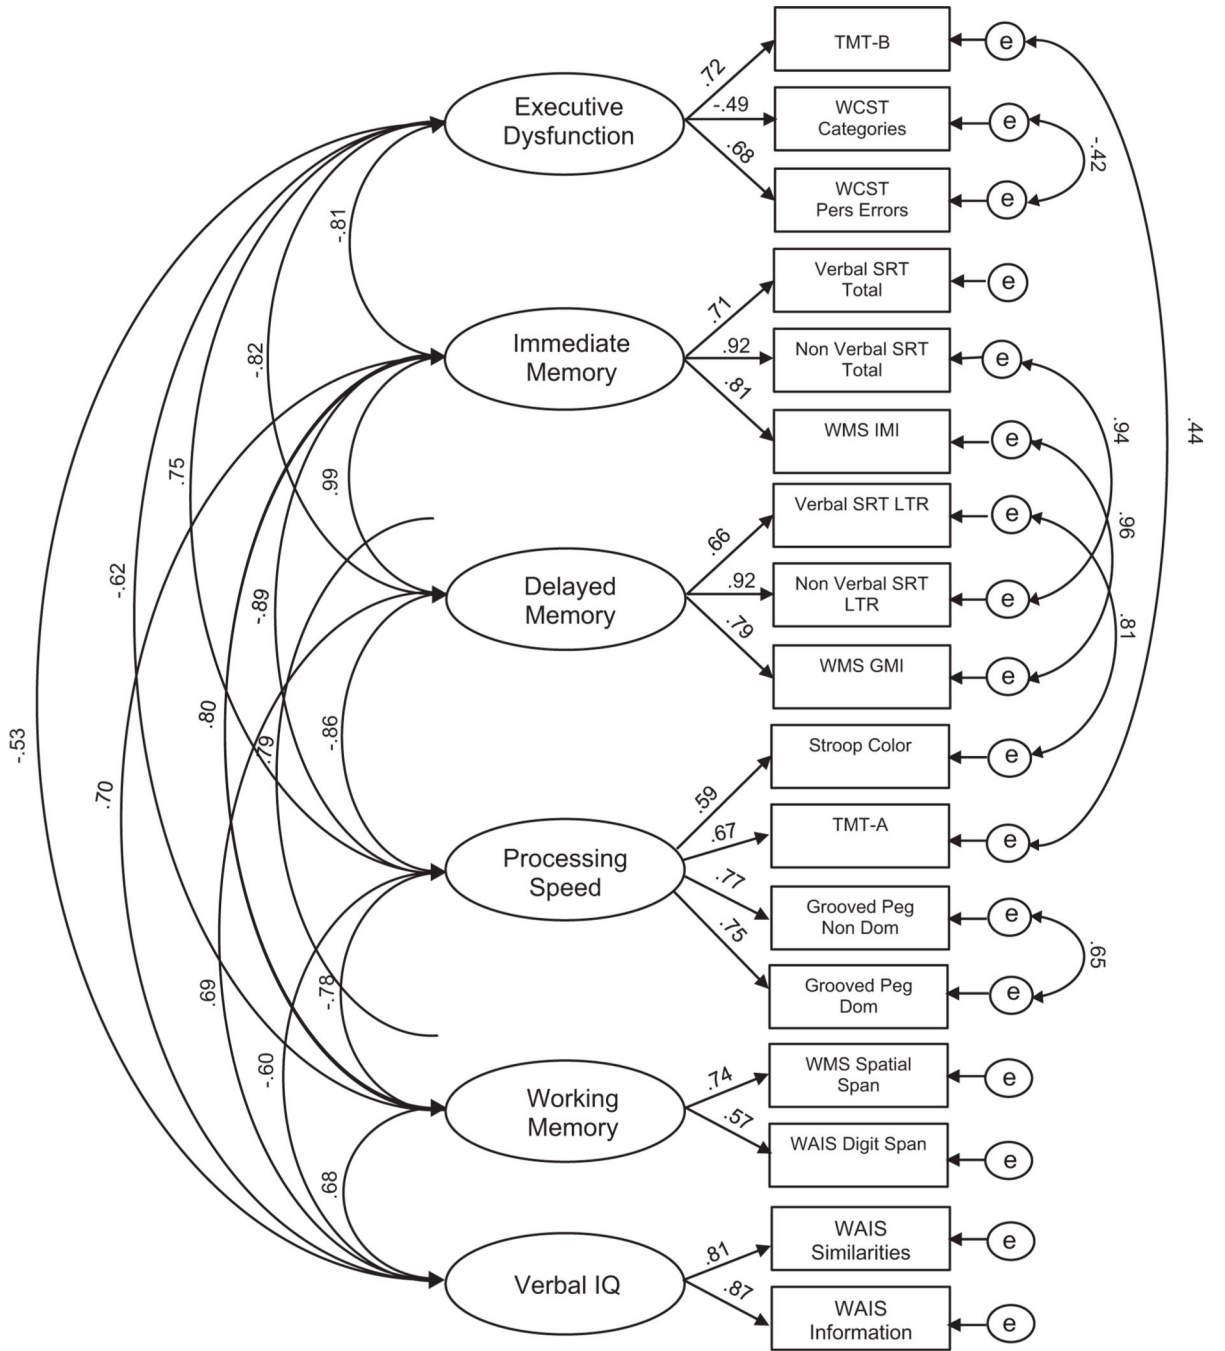 TMT-B
e
.72
Executive
Dysfunction
-.49
WCST
Categories
e
-.42
.68
WCST
Pers Errors
e
-.81
Verbal SRT
Total
e
.71
Immediate
Memory
.92
Non Verbal SRT
Total
e
-.82
.81
WMS IMI
e
.94
.44
.75
.99
Verbal SRT LTR
e
.96
.66
-.62
-.89
Delayed
Memory
.92
Non Verbal SRT
LTR
e
.81
.79
WMS GMI
e
.80
.79
-.86
-.53
Stroop Color
e
.70
.59
TMT-A
e
.67
Processing
Speed
.77
Grooved Peg
Non Dom
e
.65
.75
Grooved Peg
Dom
e
.69
-.78
-.60
WMS Spatial
Span
e
.74
Working
Memory
.57
WAIS Digit Span
e
.68
WAIS
Similarities
e
.81
Verbal IQ
.87
WAIS
Information
e